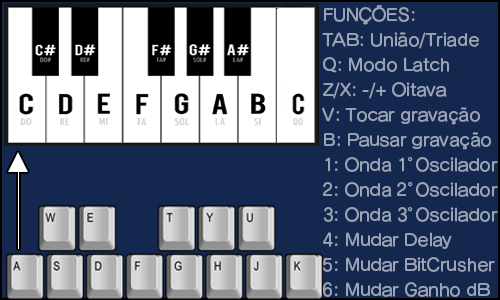 C# D# F# G# A#
DO# RE# FA# SOL# LA#
C D E F G A B C
DO RE MI FA SOL LA SI DO
W E T Y U
A S D F G H J K
FUNÇÕES:
TAB: União/Triade
Q: Modo Latch
Z/X: -/+ Oitava
V: Tocar gravação
B: Pausar gravação
1: Onda 1°Oscilador
2: Onda 2°Oscilador
3: Onda 3°Oscilador
4: Mudar Delay
5: Mudar BitCrusher
6: Mudar Ganho dB